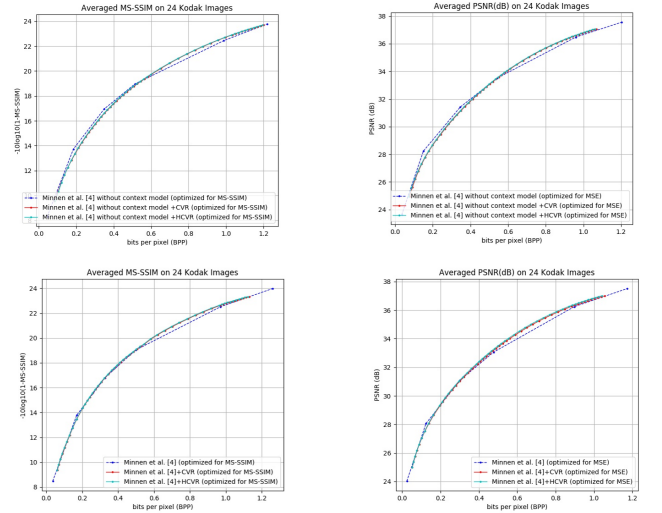 Averaged MS-SSIM on 24 Kodak Images
24
22
20
18
16
14
12
-10log10(1-MS-SSIM)
Minnen et al. [4] without context model (optimized for MS-SSIM)
Minnen et al. [4] without context model +CVR (optimized for MS-SSIM)
Minnen et al. [4] without context model +HCVR (optimized for MS-SSIM)
0.0 0.2 0.4 0.6 0.8 1.0 1.2
bits per pixel (BPP)
Averaged PSNR(dB) on 24 Kodak Images
38
36
34
32
30
28
26
24
PSNR (dB)
Minnen et al. [4] without context model (optimized for MSE)
Minnen et al. [4] without context model +CVR (optimized for MSE)
Minnen et al. [4] without context model +HCVR (optimized for MSE)
0.0 0.2 0.4 0.6 0.8 1.0 1.2
bits per pixel (BPP)
Averaged MS-SSIM on 24 Kodak Images
24
22
20
18
16
14
12
10
8
-10log10(1-MS-SSIM)
Minnen et al. [4] (optimized for MS-SSIM)
Minnen et al. [4]+CVR (optimized for MS-SSIM)
Minnen et al. [4]+HCVR (optimized for MS-SSIM)
0.0 0.2 0.4 0.6 0.8 1.0 1.2
bits per pixel (BPP)
Averaged PSNR(dB) on 24 Kodak Images
38
36
34
32
30
28
26
24
PSNR (dB)
Minnen et al. [4] (optimized for MSE)
Minnen et al. [4]+CVR (optimized for MSE)
Minnen et al. [4]+HCVR (optimized for MSE)
0.0 0.2 0.4 0.6 0.8 1.0 1.2
bits per pixel (BPP)